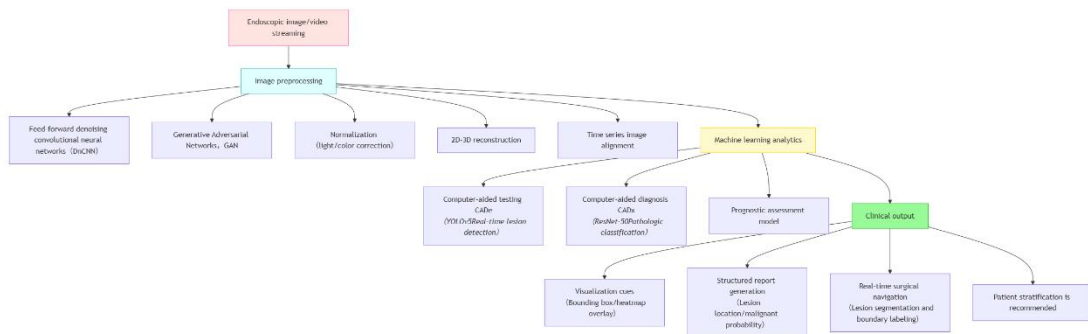 Endoscopic image/video
streaming
Image preprocessing
Feed forward denoising
convolutional neural
networks（DnCNN）
Generative Adversarial
Networks，GAN
Normalization
（light/color correction）
2D-3D reconstruction
Time series image
alignment
Machine learning analytics
Computer-aided testing
CADe
(YOLOv5Real-time lesion
detection）
Computer-aided diagnosis
CADx
(ResNet-50Pathologic
classification）
Prognostic assessment
model
Clinical output
Visualization cues
（Bounding box/heatmap
overlay）
Structured report
generation
（Lesion
location/malignant
probability）
Real-time surgical
navigation
（Lesion segmentation and
boundary labeling）
Patient stratification is
recommended